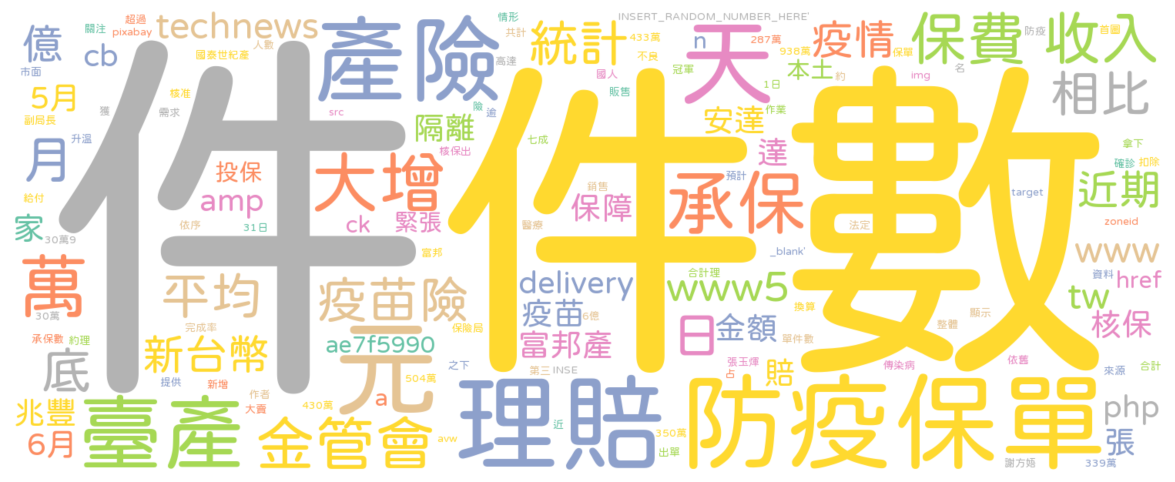 件
件數
防疫保單
理賠
產險
天
元
臺產
承保
大增
保費
收入
統計
疫情
相比
近期
疫苗險
平均
金管會
新台幣
萬
月
億
底
technews
cb
5月
6月
家
兆豐
隔離
投保
amp
ck
緊張
delivery
疫苗
富邦產
保障
安達
達
本土
n
日
金額
www5
www
tw
href
核保
php
張
賠
ae7f5990
a
INSERT_RANDOM_NUMBER_HERE'
超過
pixabay
關注
市面
副局長
升溫
給付
30萬9
30萬
承保數
約理
國泰世紀產
人數
核准
需求
獲
依序
31日
完成率
提供
新增
作者
大賣
430萬
504萬
avw
之下
保險局
富邦
src
核保出
險
逾
高達
情形
共計
433萬
不良
國人
販售
冠軍
七成
銷售
醫療
6億
第三
INSE
近
350萬
出單
287萬
938萬
1日
作業
約
保單
img
名
防疫
首圖
拿下
確診
扣除
target
zoneid
資料
法定
預計
_blank'
合計理
換算
單件數
張玉煇
占
整體
顯示
傳染病
依舊
來源
合計
謝方娪
339萬